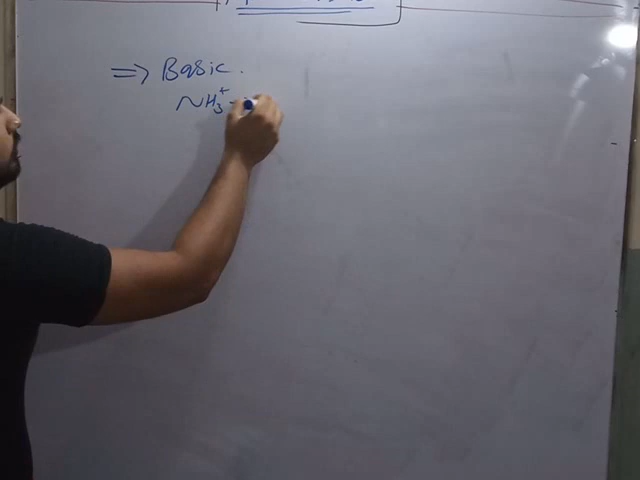 ⇒ Basic.
NH₃⁺ -